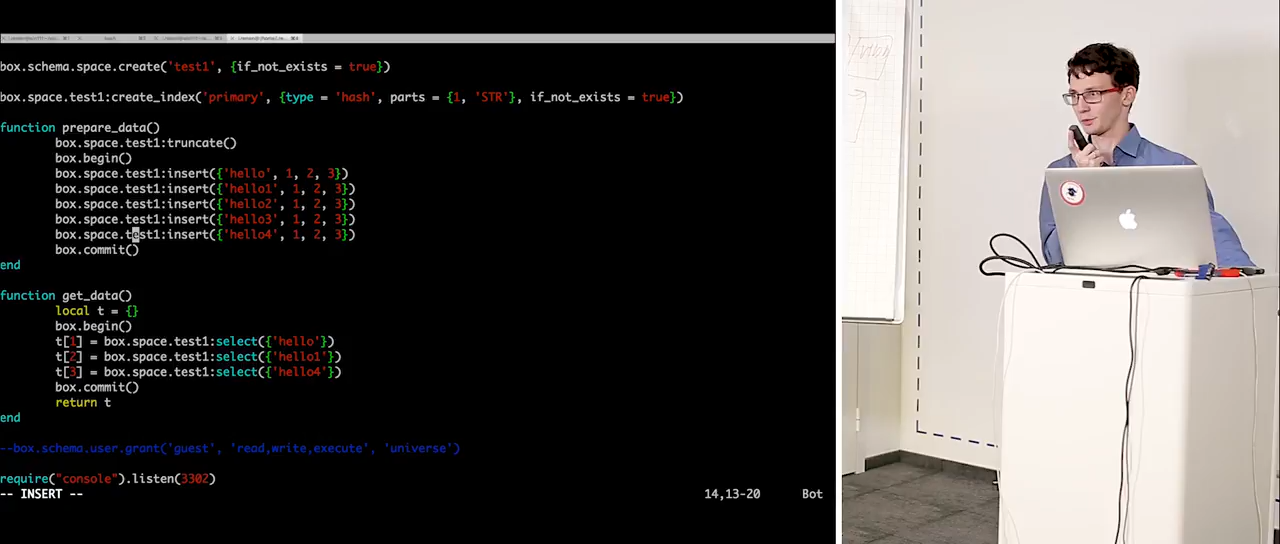 box.schema.space.create('test1', {if_not_exists = true})
box.space.test1:create_index('primary', {type = 'hash', parts = {1, 'STR'}, if_not_exists = true})
function prepare_data()
box.space.test1:truncate()
box.begin()
box.space.test1:insert({'hello', 1, 2, 3})
box.space.test1:insert({'hello1', 1, 2, 3})
box.space.test1:insert({'hello2', 1, 2, 3})
box.space.test1:insert({'hello3', 1, 2, 3})
box.space.test1:insert({'hello4', 1, 2, 3})
box.commit()
end
function get_data()
local t = {}
box.begin()
t[1] = box.space.test1:select({'hello'})
t[2] = box.space.test1:select({'hello1'})
t[3] = box.space.test1:select({'hello4'})
box.commit()
return t
end
--box.schema.user.grant('guest', 'read,write,execute', 'universe')
require("console").listen(3302)
-- INSERT -- 14,13-20 Bot